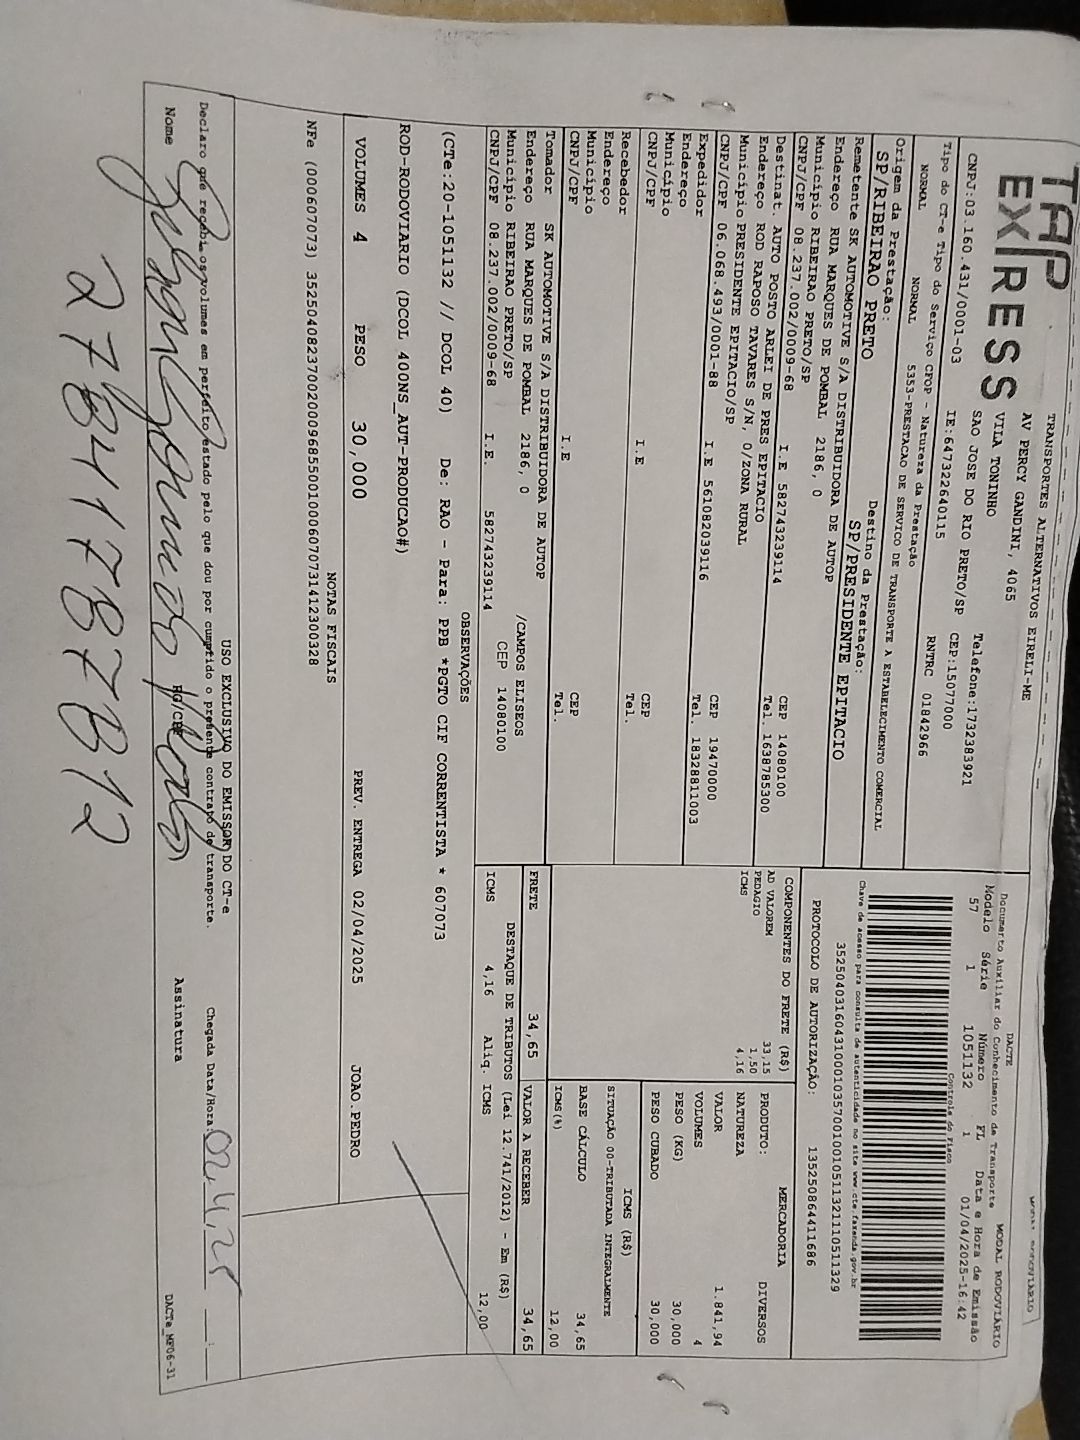 TAP EXPRESS
TRANSPORTES ALTERNATIVOS EIRELI-ME
AV PERCY GANDINI, 4065
VILA TONINHO Telefone:1732383921
SAO JOSE DO RIO PRETO/SP CEP:15077000
CNPJ:03.160.431/0001-03 IE:647322640115 RNTRC 01842966
Tipo do CT-e Tipo do Serviço CFOP - Natureza da Prestação
NORMAL NORMAL 5353-PRESTACAO DE SERVICO DE TRANSPORTE A ESTABELECIMENTO COMERCIAL
Origem da Prestação: Destino da Prestação:
SP/RIBEIRAO PRETO SP/PRESIDENTE EPITACIO
Remetente SK AUTOMOTIVE S/A DISTRIBUIDORA DE AUTOP
Endereço RUA MARQUES DE POMBAL 2186, 0
Município RIBEIRAO PRETO/SP CEP 14080100
CNPJ/CPF 08.237.002/0009-68 I.E 582743239114 Tel. 1638785300
Destinat. AUTO POSTO ARLEI DE PRES EPITACIO
Endereço ROD RAPOSO TAVARES S/N, 0/ZONA RURAL
Município PRESIDENTE EPITACIO/SP CEP 19470000
CNPJ/CPF 06.068.493/0001-88 I.E 561082039116 Tel. 18328811003
Expedidor
Endereço
Município CEP
CNPJ/CPF I.E Tel.
Recebedor
Endereço
Município CEP
CNPJ/CPF I.E Tel.
Tomador SK AUTOMOTIVE S/A DISTRIBUIDORA DE AUTOP
Endereço RUA MARQUES DE POMBAL 2186, 0 /CAMPOS ELISEOS
Município RIBEIRAO PRETO/SP CEP 14080100
CNPJ/CPF 08.237.002/0009-68 I.E. 582743239114
MODAL RODOVIÁRIO
DACTE
Documento Auxiliar do Conhecimento de Transporte MODAL RODOVIÁRIO
Modelo Série Número FL Data e Hora de Emissão
57 1 1051132 1 01/04/2025-16:42
Controle do Fisco
Chave de acesso para consulta de autenticidade no site www.cte.fazenda.gov.br
35250403160431000103570010010511321110511329
PROTOCOLO DE AUTORIZAÇÃO: 135250864411686
COMPONENTES DO FRETE (R$)
AD VALOREM 33,15
PEDAGIO 1,50
ICMS 4,16
PRODUTO: MERCADORIA
NATUREZA DIVERSOS
VALOR 1.841,94
VOLUMES 4
PESO (KG) 30,000
PESO CUBADO 30,000
ICMS (R$)
SITUAÇÃO 00-TRIBUTADA INTEGRALMENTE
BASE CÁLCULO 34,65
ICMS(%) 12,00
FRETE 34,65 VALOR A RECEBER 34,65
DESTAQUE DE TRIBUTOS (Lei 12.741/2012) - Em (R$)
ICMS 4,16 Aliq. ICMS 12,00
OBSERVAÇÕES
(CTe:20-1051132 // DCOL 40) De: RAO - Para: PPB *PGTO CIF CORRENTISTA * 607073
ROD-RODOVIARIO (DCOL 400NS_AUT-PRODUCAO#)
VOLUMES 4 PESO 30,000 PREV. ENTREGA 02/04/2025 JOAO.PEDRO
NOTAS FISCAIS
NFe (000607073) 35250408237002000968550010006070731412300328
USO EXCLUSIVO DO EMISSOR DO CT-e
Declaro que recebi os volumes em perfeito estado pelo que dou por cumprido o presente contrato de transporte. Chegada Data/Hora: 02,4,25 __:__
Nome RG/CPF Assinatura
DACTe_MF06-31